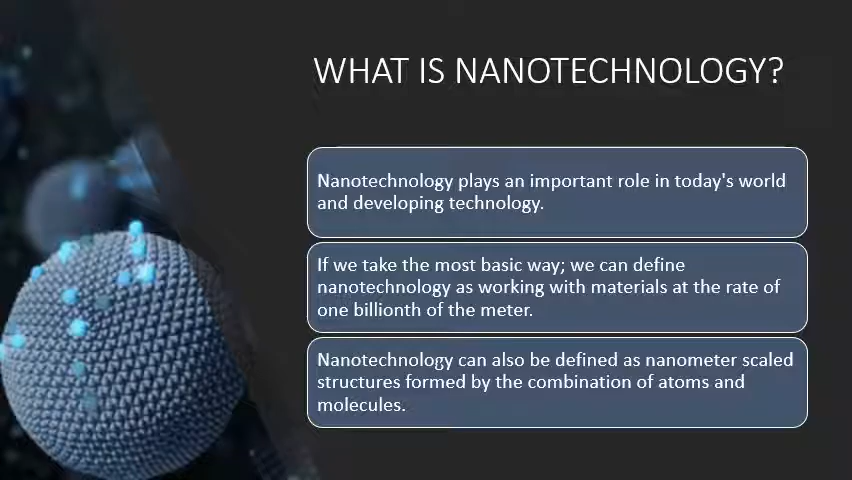 WHAT IS NANOTECHNOLOGY?
Nanotechnology plays an important role in today's world
and developing technology.
If we take the most basic way; we can define
nanotechnology as working with materials at the rate of
one billionth of the meter.
Nanotechnology can also be defined as nanometer scaled
structures formed by the combination of atoms and
molecules.